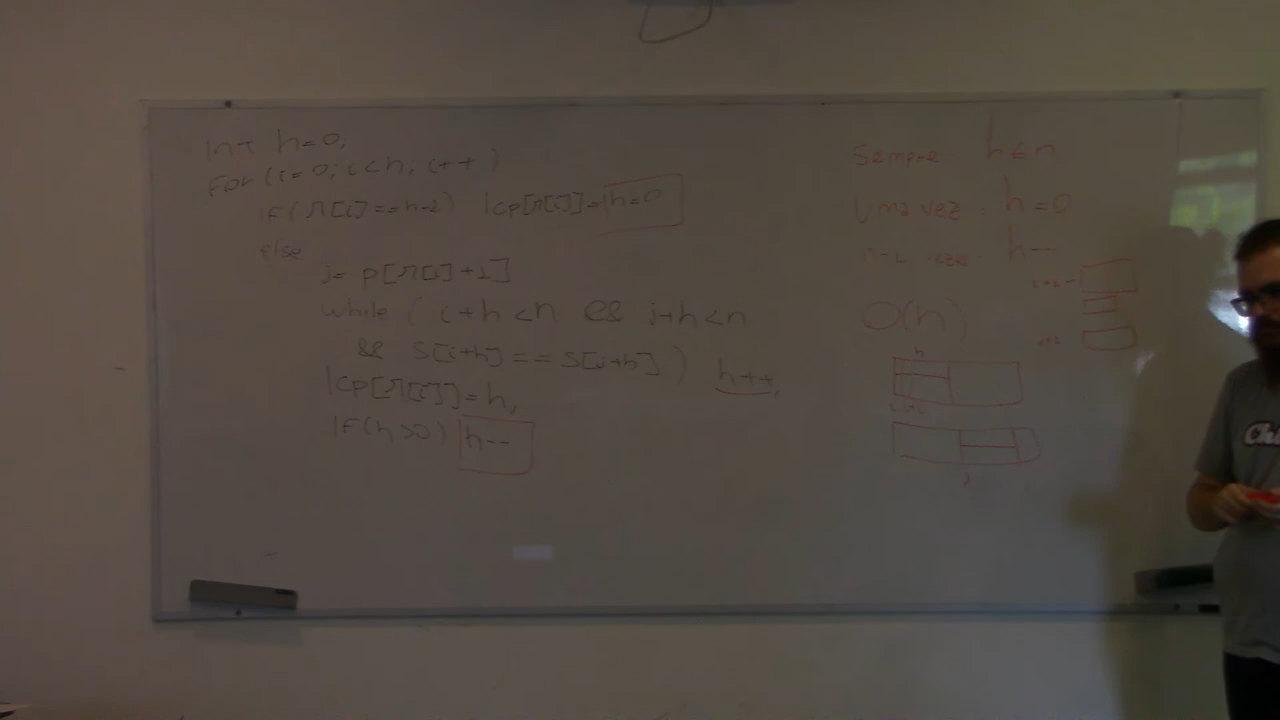 int h=0;
For (i=0; i<n; i++)
if (r[i]==n-1) lcp[r[i]]=h=0
else
j= p[r[i]+1]
while ( i+h<n && j+h<n
&& s[i+h] == s[j+h] ) h++;
lcp[r[i]]=h;
if(h>0) h--
Sempre: h≤n
Uma vez: h=0
n-1 vezes: h--
O(n)
h
j